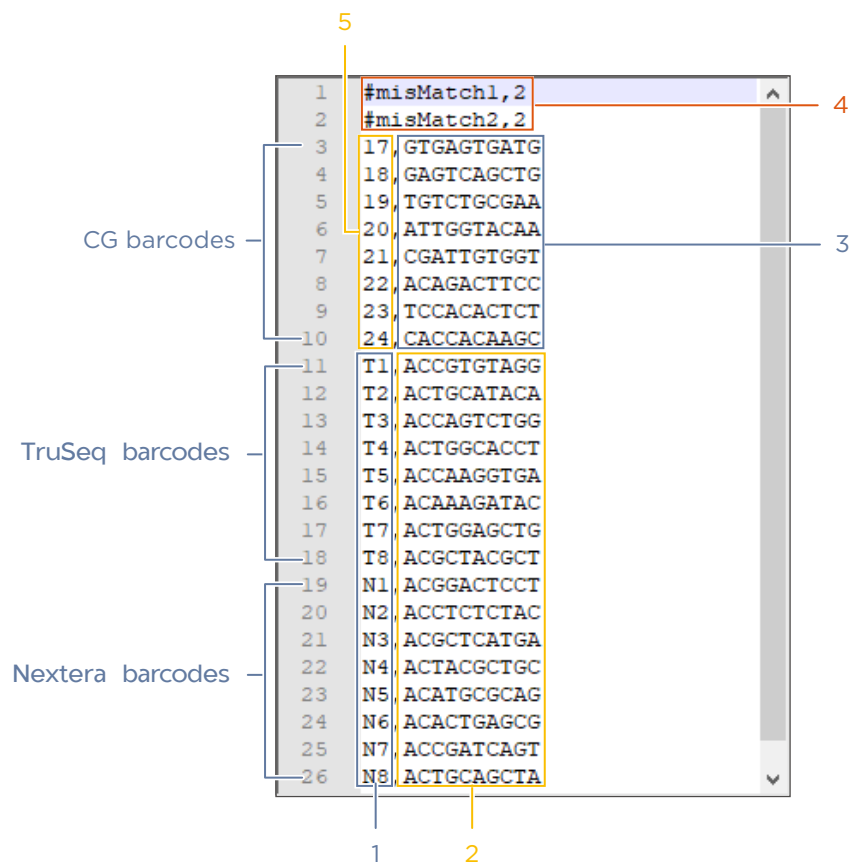 5
1 #misMatch1,2
4
2 #misMatch2,2
3 17,GTGAGTGATG
4 18,GAGTCAGCTG
5 19,TGTCTGCGAA
6 20,ATTGGTACAA
CG barcodes
3
7 21,CGATTGTGGT
8 22,ACAGACTTCC
9 23,TCCACACTCT
10 24,CACCACAAGC
11 T1,ACCGTGTAGG
12 T2,ACTGCATACA
13 T3,ACCAGTCTGG
14 T4,ACTGGCACCT
TruSeq barcodes
15 T5,ACCAAGGTGA
16 T6,ACAAAGATAC
17 T7,ACTGGAGCTG
18 T8,ACGCTACGCT
19 N1,ACGGACTCCT
20 N2,ACCTCTCTAC
21 N3,ACGCTCATGA
22 N4,ACTACGCTGC
Nextera barcodes
23 N5,ACATGCGCAG
24 N6,ACACTGAGCG
25 N7,ACCGATCAGT
26 N8,ACTGCAGCTA
1
2